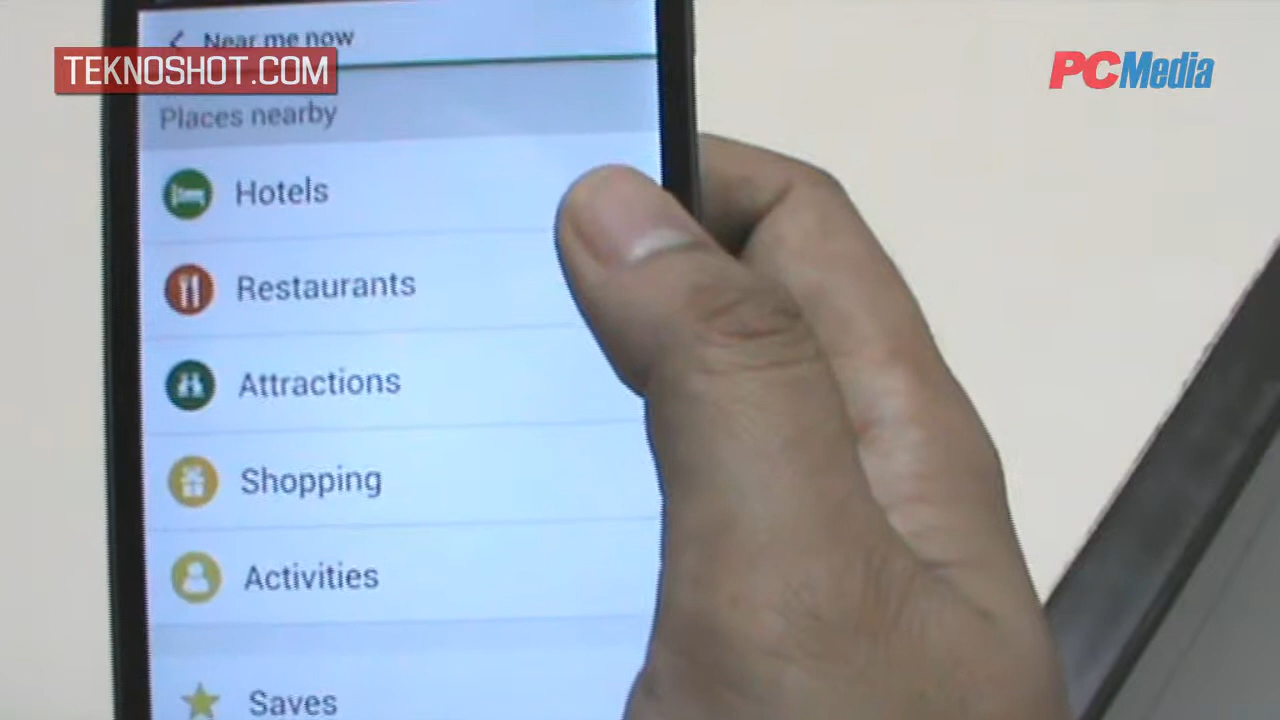 Near me now
TEKNOSHOT.COM
PCMedia
Places nearby
Hotels
Restaurants
Attractions
Shopping
Activities
Saves